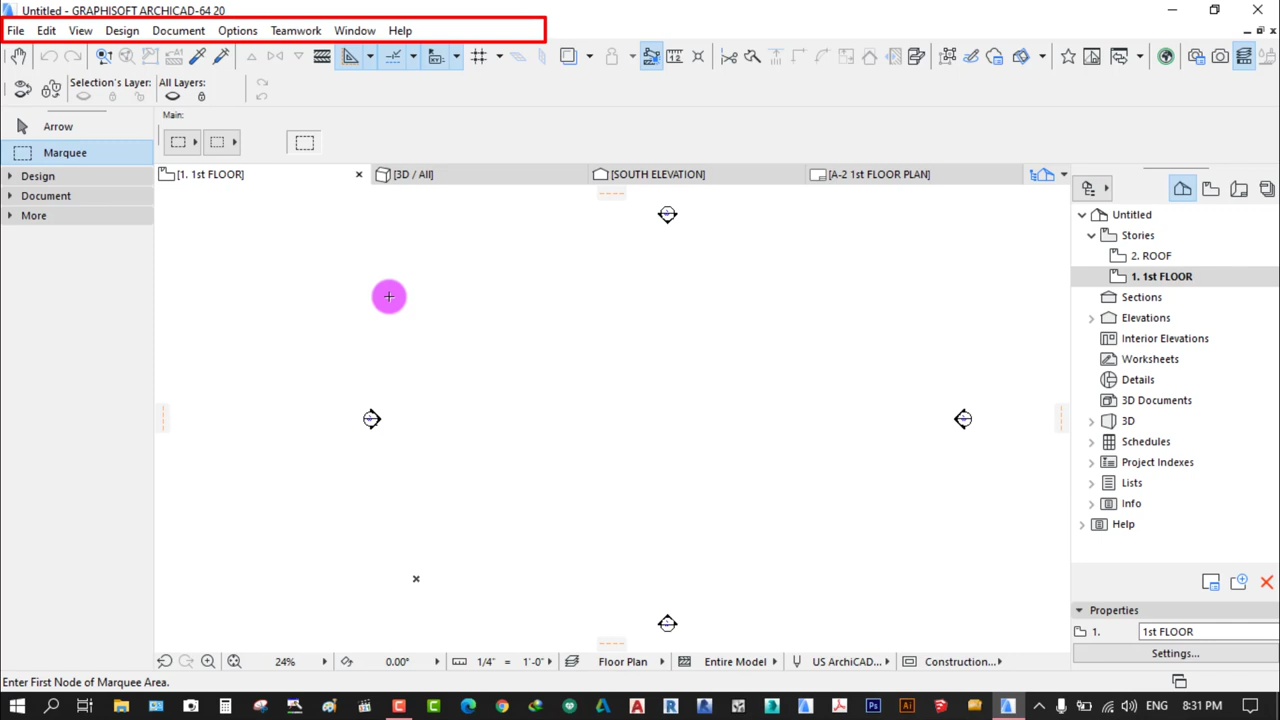 Untitled - GRAPHISOFT ARCHICAD-64 20
File Edit View Design Document Options Teamwork Window Help
Selection's Layer: All Layers:
Main:
Arrow
Marquee
Design
Document
More
[1. 1st FLOOR]
[3D / All]
[SOUTH ELEVATION]
[A-2 1st FLOOR PLAN]
Untitled
Stories
2. ROOF
1. 1st FLOOR
Sections
Elevations
Interior Elevations
Worksheets
Details
3D Documents
3D
Schedules
Project Indexes
Lists
Info
Help
Properties
1. 1st FLOOR
Settings...
24% 0.00° 1/4" = 1'-0" Floor Plan Entire Model US ArchiCAD... Construction...
Enter First Node of Marquee Area.
ENG 8:31 PM